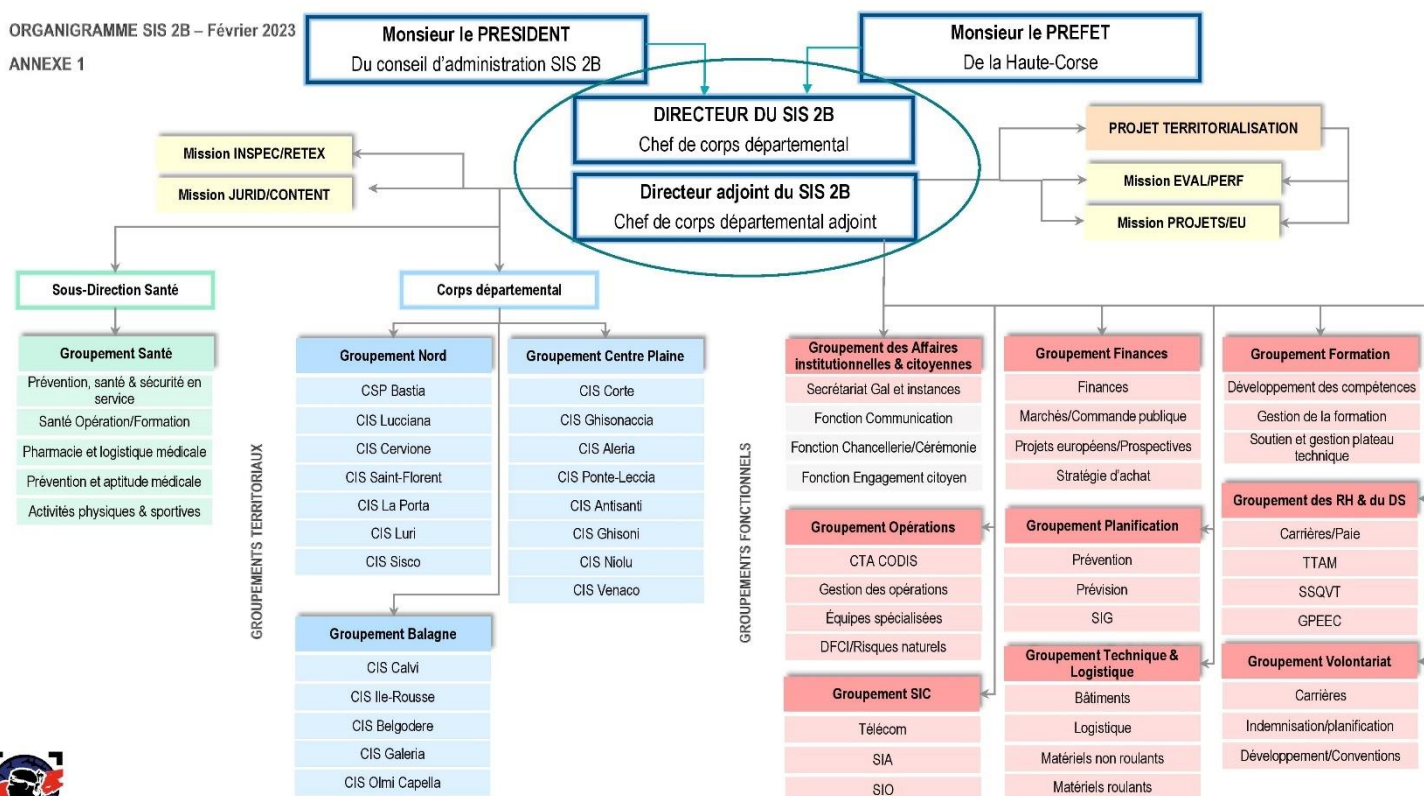 ORGANIGRAMME SIS 2B – Février 2023
ANNEXE 1
Monsieur le PRESIDENT
Du conseil d'administration SIS 2B
Monsieur le PREFET
De la Haute-Corse
DIRECTEUR DU SIS 2B
Chef de corps départemental
Directeur adjoint du SIS 2B
Chef de corps départemental adjoint
Mission INSPEC/RETEX
Mission JURID/CONTENT
PROJET TERRITORIALISATION
Mission EVAL/PERF
Mission PROJETS/EU
Sous-Direction Santé
Groupement Santé
Prévention, santé & sécurité en
service
Santé Opération/Formation
Pharmacie et logistique médicale
Prévention et aptitude médicale
Activités physiques & sportives
Corps départemental
GROUPEMENTS TERRITORIAUX
Groupement Nord
CSP Bastia
CIS Lucciana
CIS Cervione
CIS Saint-Florent
CIS La Porta
CIS Luri
CIS Sisco
Groupement Centre Plaine
CIS Corte
CIS Ghisonaccia
CIS Aleria
CIS Ponte-Leccia
CIS Antisanti
CIS Ghisoni
CIS Niolu
CIS Venaco
Groupement Balagne
CIS Calvi
CIS Ile-Rousse
CIS Belgodere
CIS Galeria
CIS Olmi Capella
GROUPEMENTS FONCTIONNELS
Groupement des Affaires
institutionnelles & citoyennes
Secrétariat Gal et instances
Fonction Communication
Fonction Chancellerie/Cérémonie
Fonction Engagement citoyen
Groupement Opérations
CTA CODIS
Gestion des opérations
Équipes spécialisées
DFCI/Risques naturels
Groupement SIC
Télécom
SIA
SIO
Groupement Finances
Finances
Marchés/Commande publique
Projets européens/Prospectives
Stratégie d'achat
Groupement Planification
Prévention
Prévision
SIG
Groupement Technique &
Logistique
Bâtiments
Logistique
Matériels non roulants
Matériels roulants
Groupement Formation
Développement des compétences
Gestion de la formation
Soutien et gestion plateau
technique
Groupement des RH & du DS
Carrières/Paie
TTAM
SSQVT
GPEEC
Groupement Volontariat
Carrières
Indemnisation/planification
Développement/Conventions